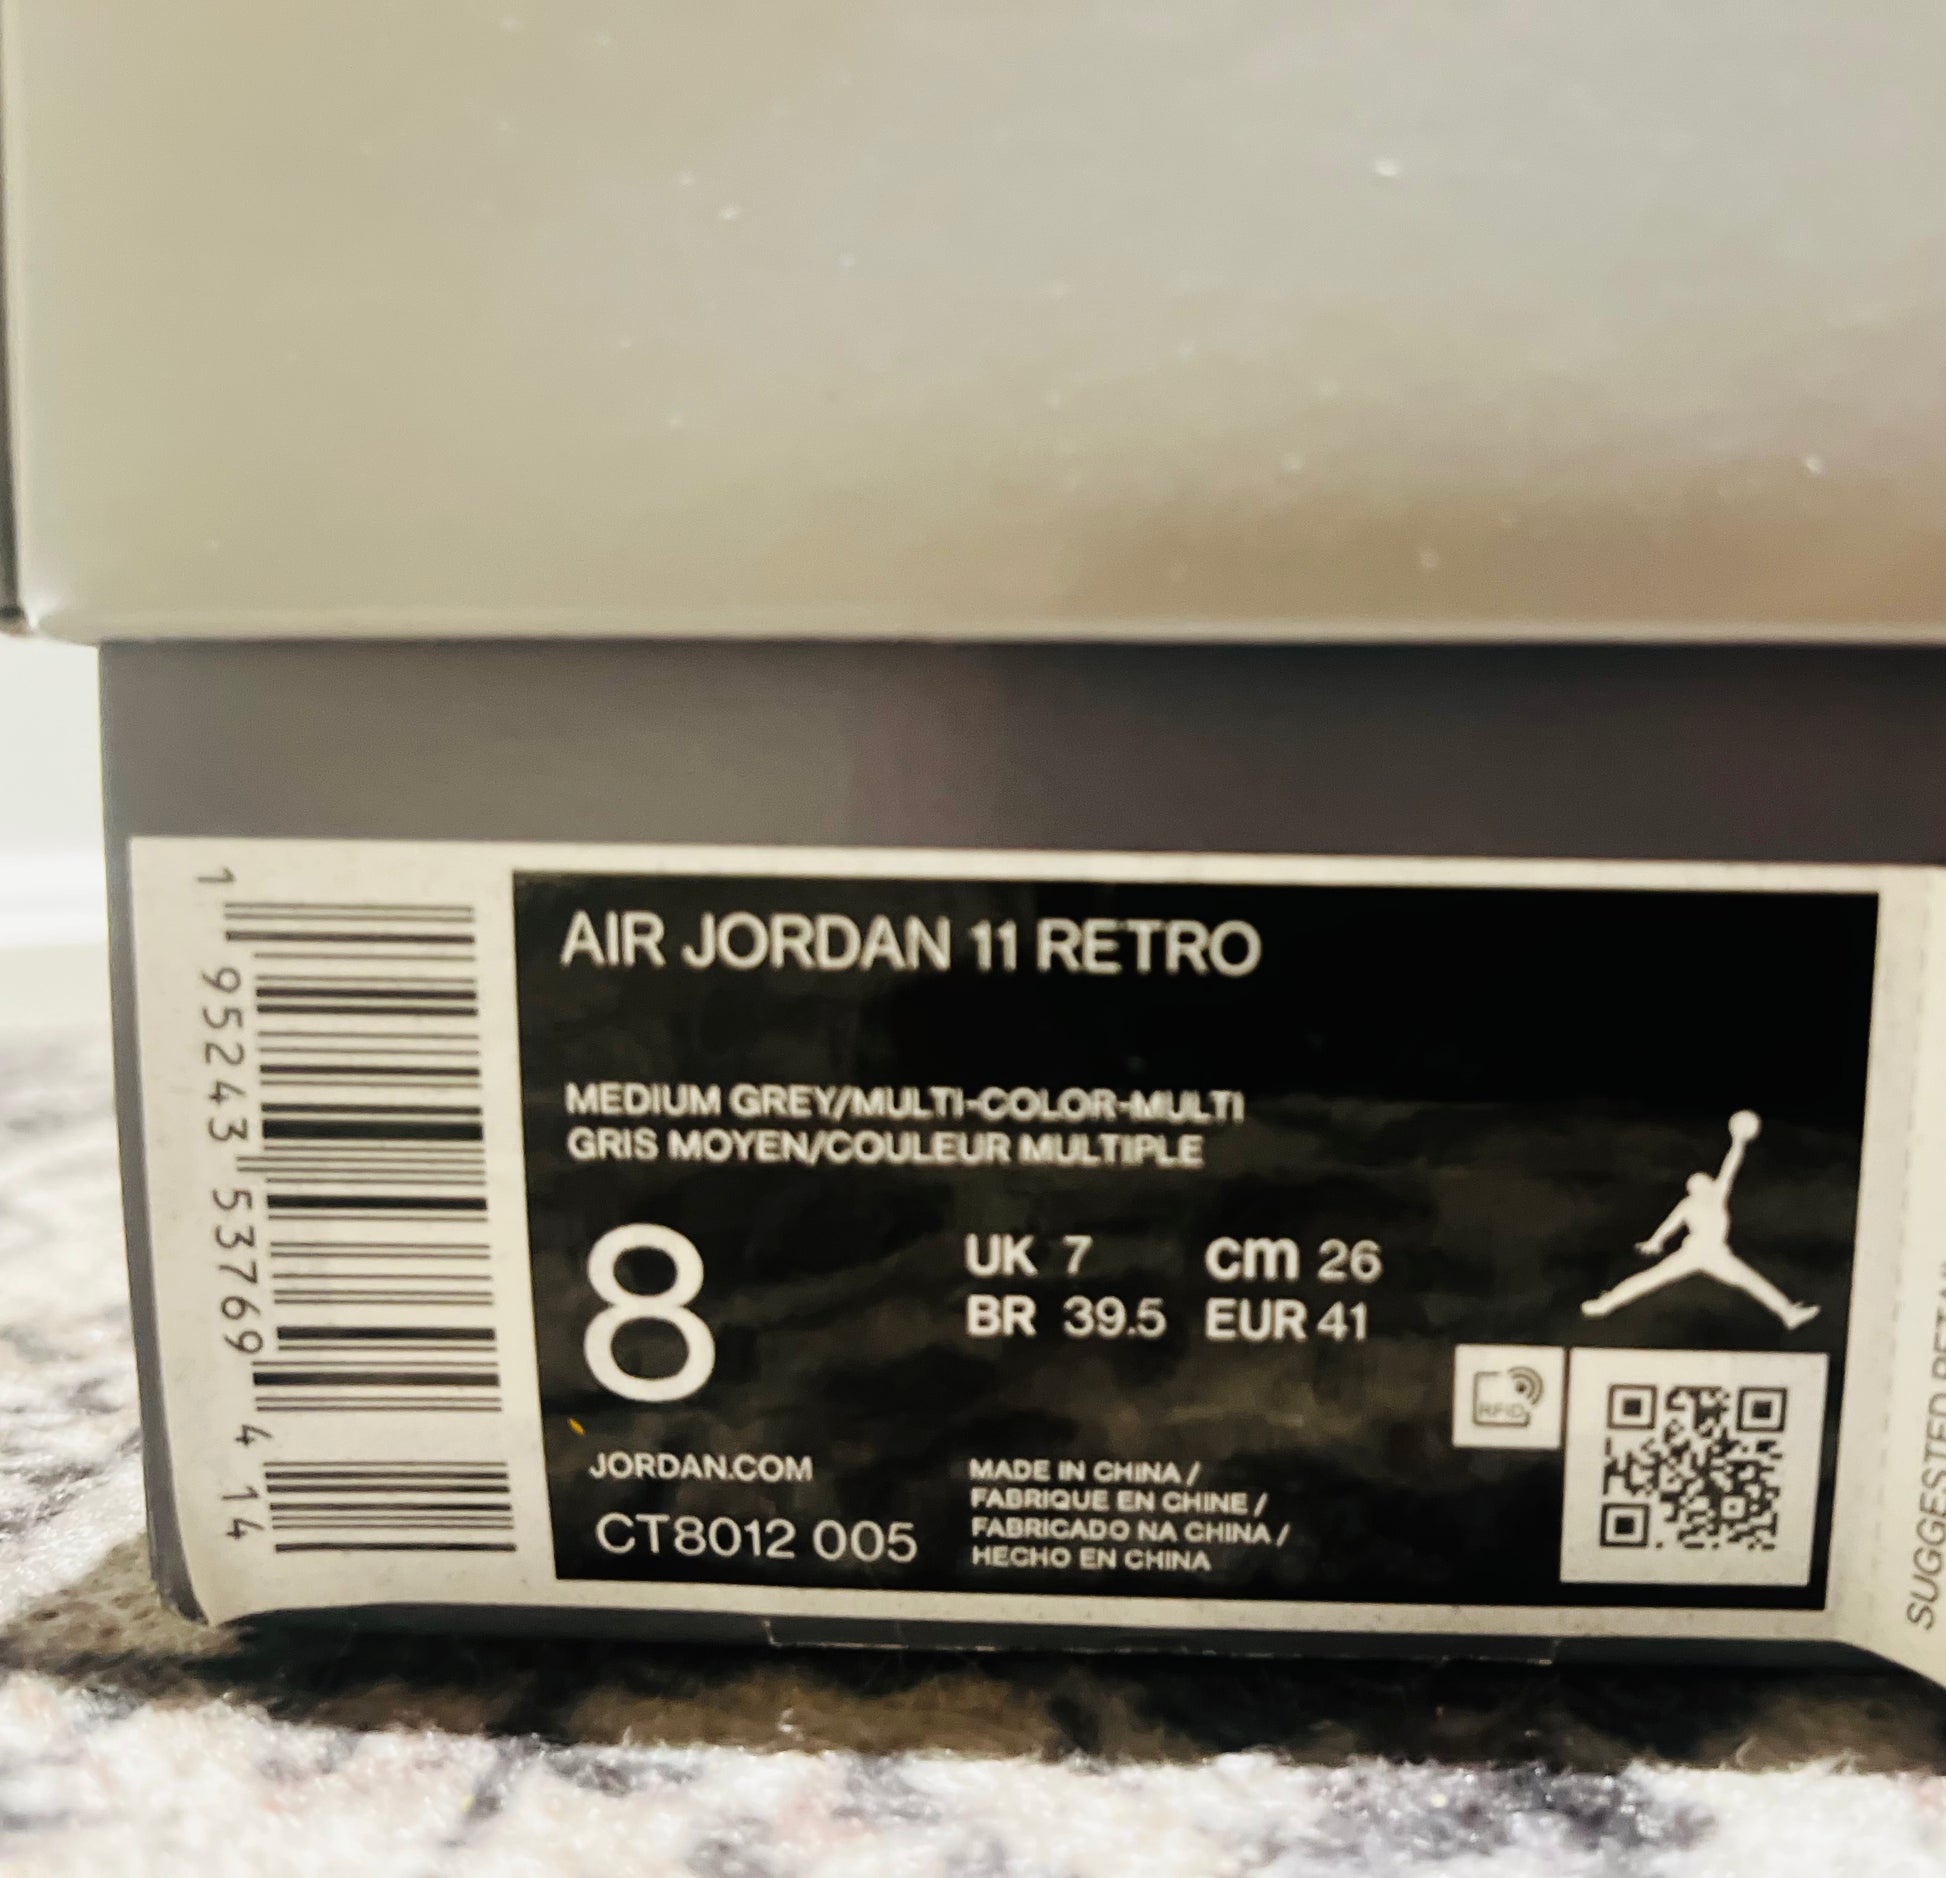 1 95243 53769 4 14
AIR JORDAN 11 RETRO
MEDIUM GREY/MULTI-COLOR-MULTI
GRIS MOYEN/COULEUR MULTIPLE
8
UK 7 cm 26
BR 39.5 EUR 41
RFID
JORDAN.COM
CT8012 005
MADE IN CHINA /
FABRIQUE EN CHINE /
FABRICADO NA CHINA /
HECHO EN CHINA
SUGGESTED RETAIL